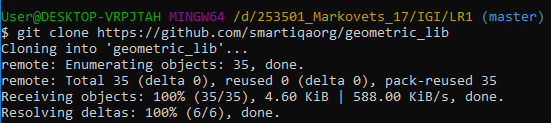 User@DESKTOP-VRPJTAH MINGW64 /d/253501_Markovets_17/IGI/LR1 (master)
$ git clone https://github.com/smartiqaorg/geometric_lib
Cloning into 'geometric_lib'...
remote: Enumerating objects: 35, done.
remote: Total 35 (delta 0), reused 0 (delta 0), pack-reused 35
Receiving objects: 100% (35/35), 4.60 KiB | 588.00 KiB/s, done.
Resolving deltas: 100% (6/6), done.